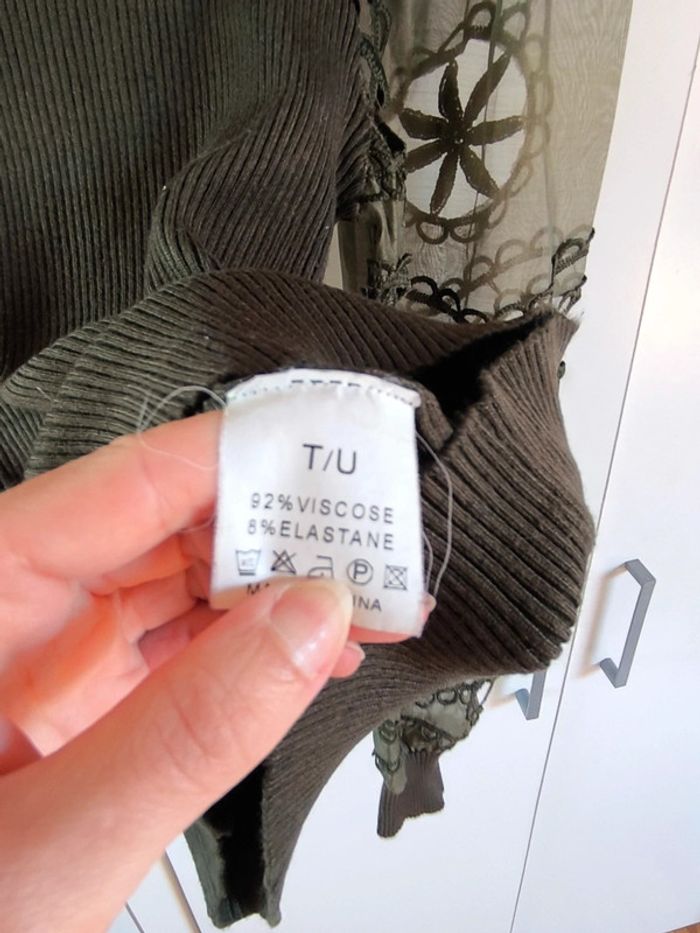 T/U
92%VISCOSE
8%ELASTANE
P